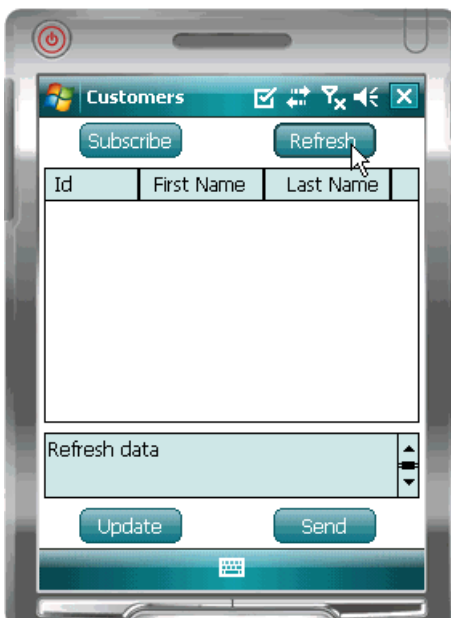 Customers
Subscribe Refresh
Id First Name Last Name
Refresh data
Update Send